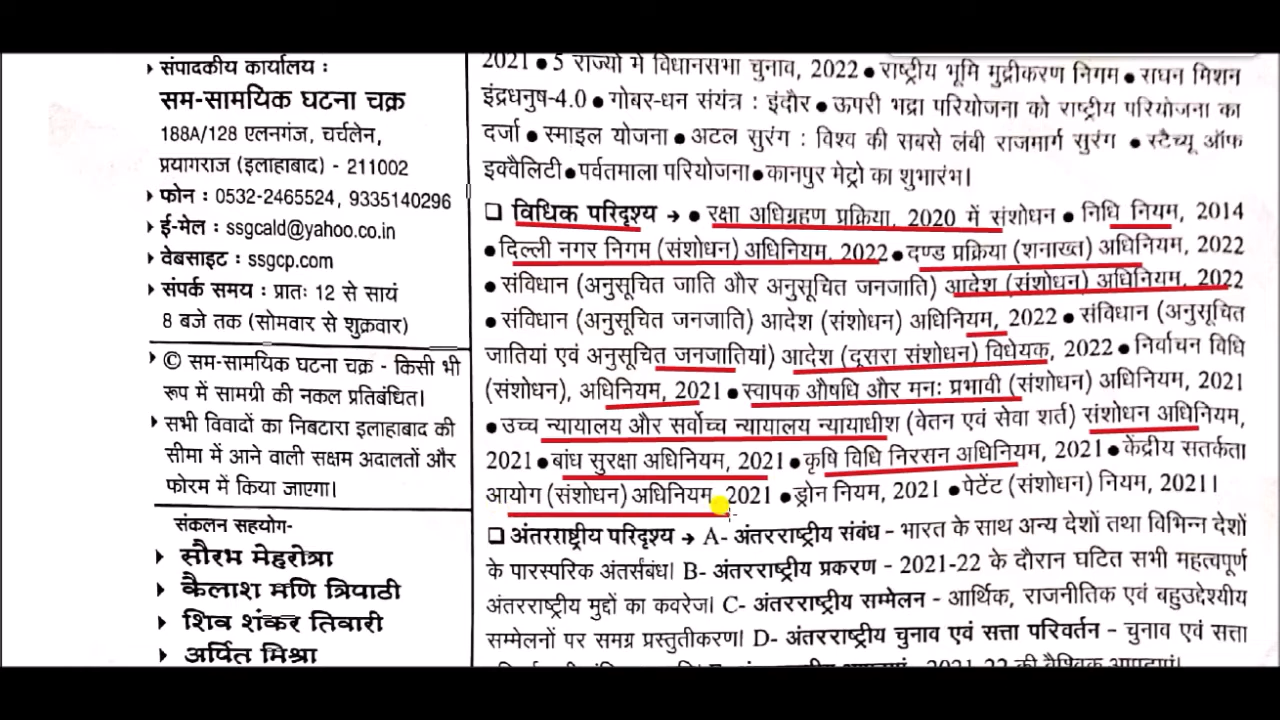 संपादकीय कार्यालय :
सम-सामयिक घटना चक्र
188A/128 एलनगंज, चर्चलेन,
प्रयागराज (इलाहाबाद) - 211002
फोन : 0532-2465524, 9335140296
ई-मेल : ssgcald@yahoo.co.in
वेबसाइट : ssgcp.com
संपर्क समय : प्रातः 12 से सायं
8 बजे तक (सोमवार से शुक्रवार)
© सम-सामयिक घटना चक्र - किसी भी
रूप में सामग्री की नकल प्रतिबंधित।
सभी विवादों का निबटारा इलाहाबाद की
सीमा में आने वाली सक्षम अदालतों और
फोरम में किया जाएगा।
संकलन सहयोग-
सौरभ मेहरोत्रा
कैलाश मणि त्रिपाठी
शिव शंकर तिवारी
अर्पित मिश्रा
2021 ● 5 राज्यों में विधानसभा चुनाव, 2022 ● राष्ट्रीय भूमि मुद्रीकरण निगम ● सघन मिशन
इंद्रधनुष-4.0 ● गोबर-धन संयंत्र : इंदौर ● ऊपरी भद्रा परियोजना को राष्ट्रीय परियोजना का
दर्जा ● स्माइल योजना ● अटल सुरंग : विश्व की सबसे लंबी राजमार्ग सुरंग ● स्टैच्यू ऑफ
इक्वैलिटी ● पर्वतमाला परियोजना ● कानपुर मेट्रो का शुभारंभ।
❑ विधिक परिदृश्य → ● रक्षा अधिग्रहण प्रक्रिया, 2020 में संशोधन ● निधि नियम, 2014
● दिल्ली नगर निगम (संशोधन) अधिनियम, 2022 ● दण्ड प्रक्रिया (शनाख्त) अधिनियम, 2022
● संविधान (अनुसूचित जाति और अनुसूचित जनजाति) आदेश (संशोधन) अधिनियम, 2022
● संविधान (अनुसूचित जनजाति) आदेश (संशोधन) अधिनियम, 2022 ● संविधान (अनुसूचित
जातियां एवं अनुसूचित जनजातियां) आदेश (दूसरा संशोधन) विधेयक, 2022 ● निर्वाचन विधि
(संशोधन), अधिनियम, 2021 ● स्वापक औषधि और मनः प्रभावी (संशोधन) अधिनियम, 2021
● उच्च न्यायालय और सर्वोच्च न्यायालय न्यायाधीश (वेतन एवं सेवा शर्त) संशोधन अधिनियम,
2021 ● बांध सुरक्षा अधिनियम, 2021 ● कृषि विधि निरसन अधिनियम, 2021 ● केंद्रीय सतर्कता
आयोग (संशोधन) अधिनियम, 2021 ● ड्रोन नियम, 2021 ● पेटेंट (संशोधन) नियम, 2021।
❑ अंतरराष्ट्रीय परिदृश्य → A- अंतरराष्ट्रीय संबंध - भारत के साथ अन्य देशों तथा विभिन्न देशों
के पारस्परिक अंतर्संबंध। B- अंतरराष्ट्रीय प्रकरण - 2021-22 के दौरान घटित सभी महत्वपूर्ण
अंतरराष्ट्रीय मुद्दों का कवरेज। C- अंतरराष्ट्रीय सम्मेलन - आर्थिक, राजनीतिक एवं बहुउद्देश्यीय
सम्मेलनों पर समग्र प्रस्तुतीकरण। D- अंतरराष्ट्रीय चुनाव एवं सत्ता परिवर्तन - चुनाव एवं सत्ता
2021-22 की वैश्विक आपदाएं।